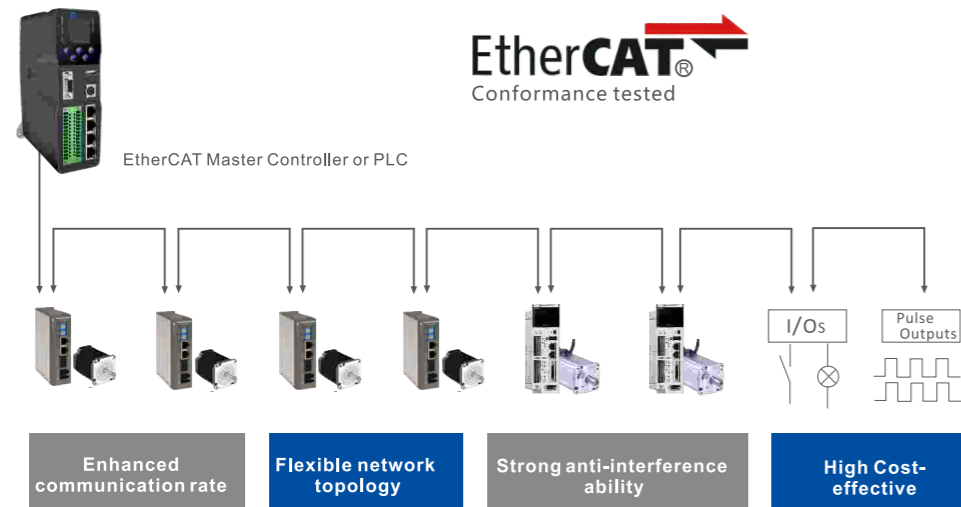 EtherCAT®
Conformance tested
EtherCAT Master Controller or PLC
I/Os
Pulse
Outputs
Enhanced
communication rate
Flexible network
topology
Strong anti-interference
ability
High Cost-
effective